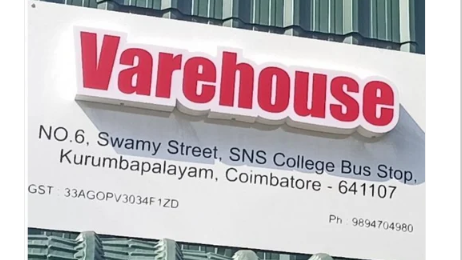 Varehouse
NO.6, Swamy Street, SNS College Bus Stop,
Kurumbapalayam, Coimbatore - 641107
GST : 33AGOPV3034F1ZD
Ph : 9894704980